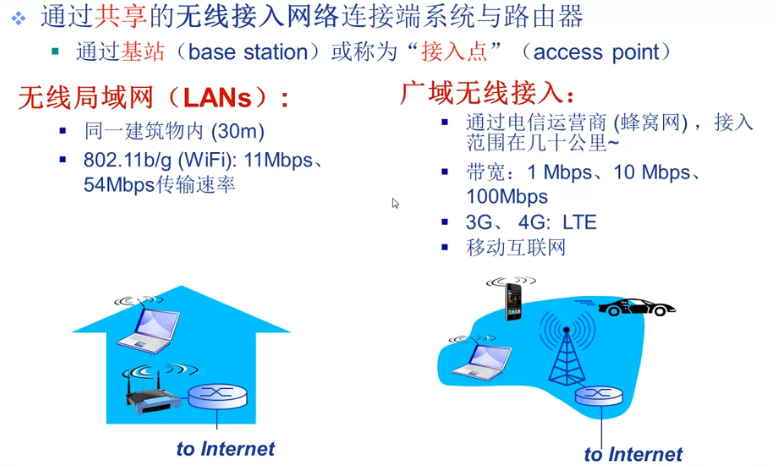 通过共享的无线接入网络连接端系统与路由器
通过基站（base station）或称为“接入点”（access point）
无线局域网（LANs）：
同一建筑物内 (30m)
802.11b/g (WiFi): 11Mbps、
54Mbps传输速率
to Internet
广域无线接入：
通过电信运营商 (蜂窝网) ，接入
范围在几十公里~
带宽：1 Mbps、10 Mbps、
100Mbps
3G、 4G: LTE
移动互联网
to Internet